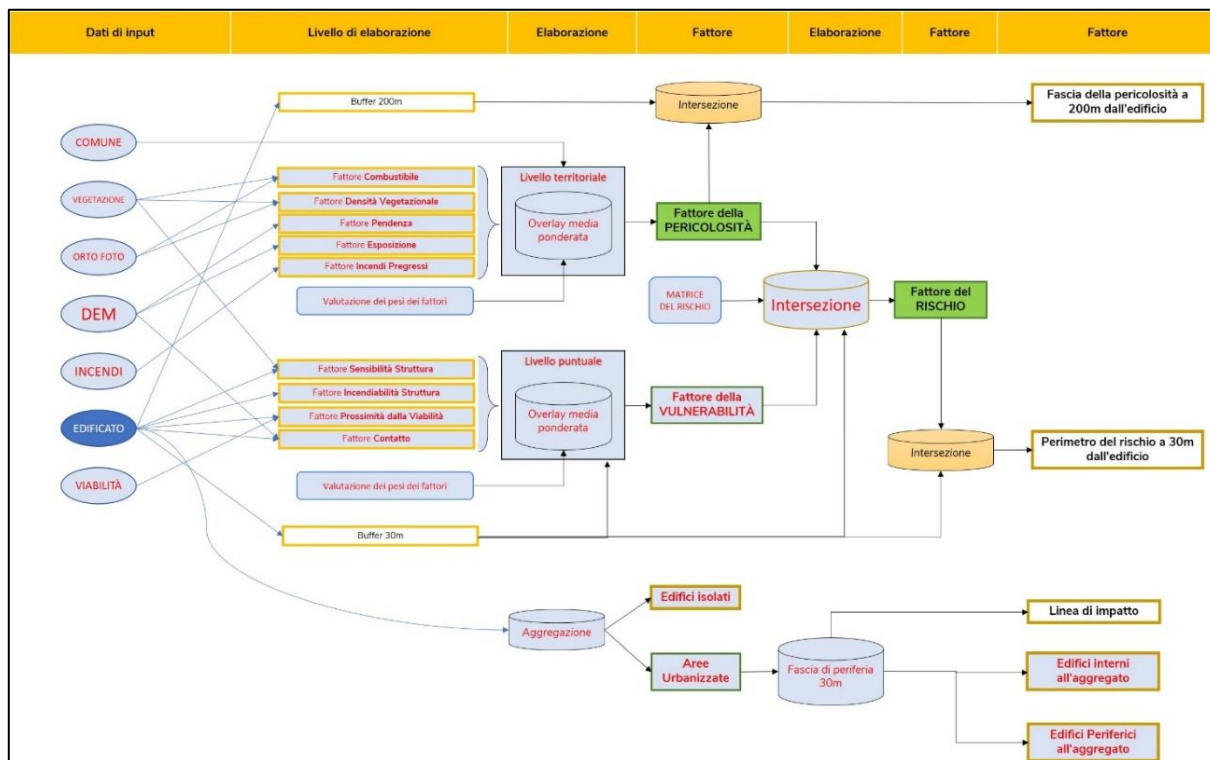 Dati di input
Livello di elaborazione
Elaborazione
Fattore
Elaborazione
Fattore
Fattore
Buffer 200m
Intersezione
Fascia della pericolosità a
200m dall'edificio
COMUNE
VEGETAZIONE
ORTO FOTO
DEM
INCENDI
EDIFICATO
VIABILITÀ
Fattore Combustibile
Fattore Densità Vegetazionale
Fattore Pendenza
Fattore Esposizione
Fattore Incendi Pregressi
Valutazione dei pesi dei fattori
Livello territoriale
Overlay media
ponderata
Fattore della
PERICOLOSITÀ
MATRICE
DEL RISCHIO
Intersezione
Fattore del
RISCHIO
Fattore Sensibilità Struttura
Fattore Incendiabilità Struttura
Fattore Prossimità dalla Viabilità
Fattore Contatto
Valutazione dei pesi dei fattori
Livello puntuale
Overlay media
ponderata
Fattore della
VULNERABILITÀ
Intersezione
Perimetro del rischio a 30m
dall'edificio
Buffer 30m
Aggregazione
Edifici isolati
Aree
Urbanizzate
Fascia di periferia
30m
Linea di impatto
Edifici interni
all'aggregato
Edifici Periferici
all'aggregato